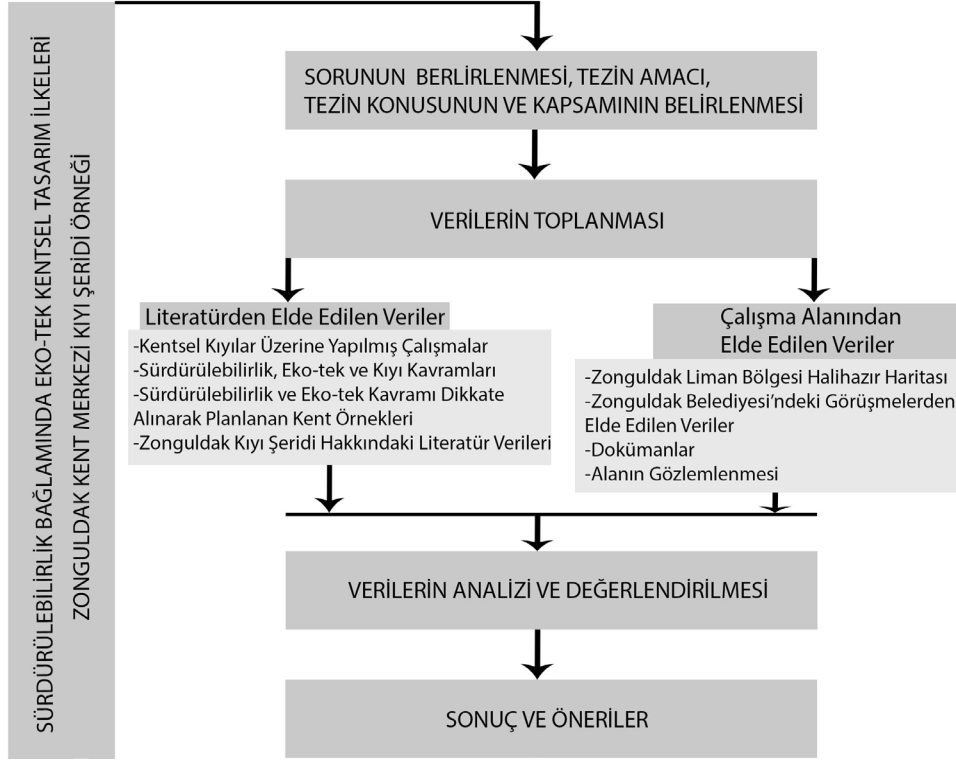 SÜRDÜRÜLEBİLİRLİK BAĞLAMINDA EKO-TEK KENTSEL TASARIM İLKELERİ
ZONGULDAK KENT MERKEZİ KIYI ŞERİDİ ÖRNEĞİ
SORUNUN BERLİRLENMESİ, TEZİN AMACI,
TEZİN KONUSUNUN VE KAPSAMININ BELİRLENMESİ
VERİLERİN TOPLANMASI
Literatürden Elde Edilen Veriler
-Kentsel Kıyılar Üzerine Yapılmış Çalışmalar
-Sürdürülebilirlik, Eko-tek ve Kıyı Kavramları
-Sürdürülebilirlik ve Eko-tek Kavramı Dikkate
Alınarak Planlanan Kent Örnekleri
-Zonguldak Kıyı Şeridi Hakkındaki Literatür Verileri
Çalışma Alanından
Elde Edilen Veriler
-Zonguldak Liman Bölgesi Halihazır Haritası
-Zonguldak Belediyesi'ndeki Görüşmelerden
Elde Edilen Veriler
-Dokümanlar
-Alanın Gözlemlenmesi
VERİLERİN ANALİZİ VE DEĞERLENDİRİLMESİ
SONUÇ VE ÖNERİLER